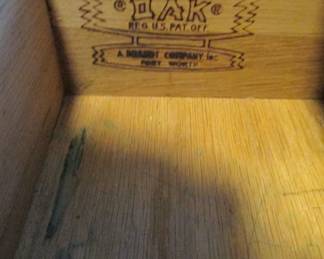 ® OAK ®
REG. U.S. PAT. OFF.
A. BRANDT COMPANY INC.
FORT WORTH